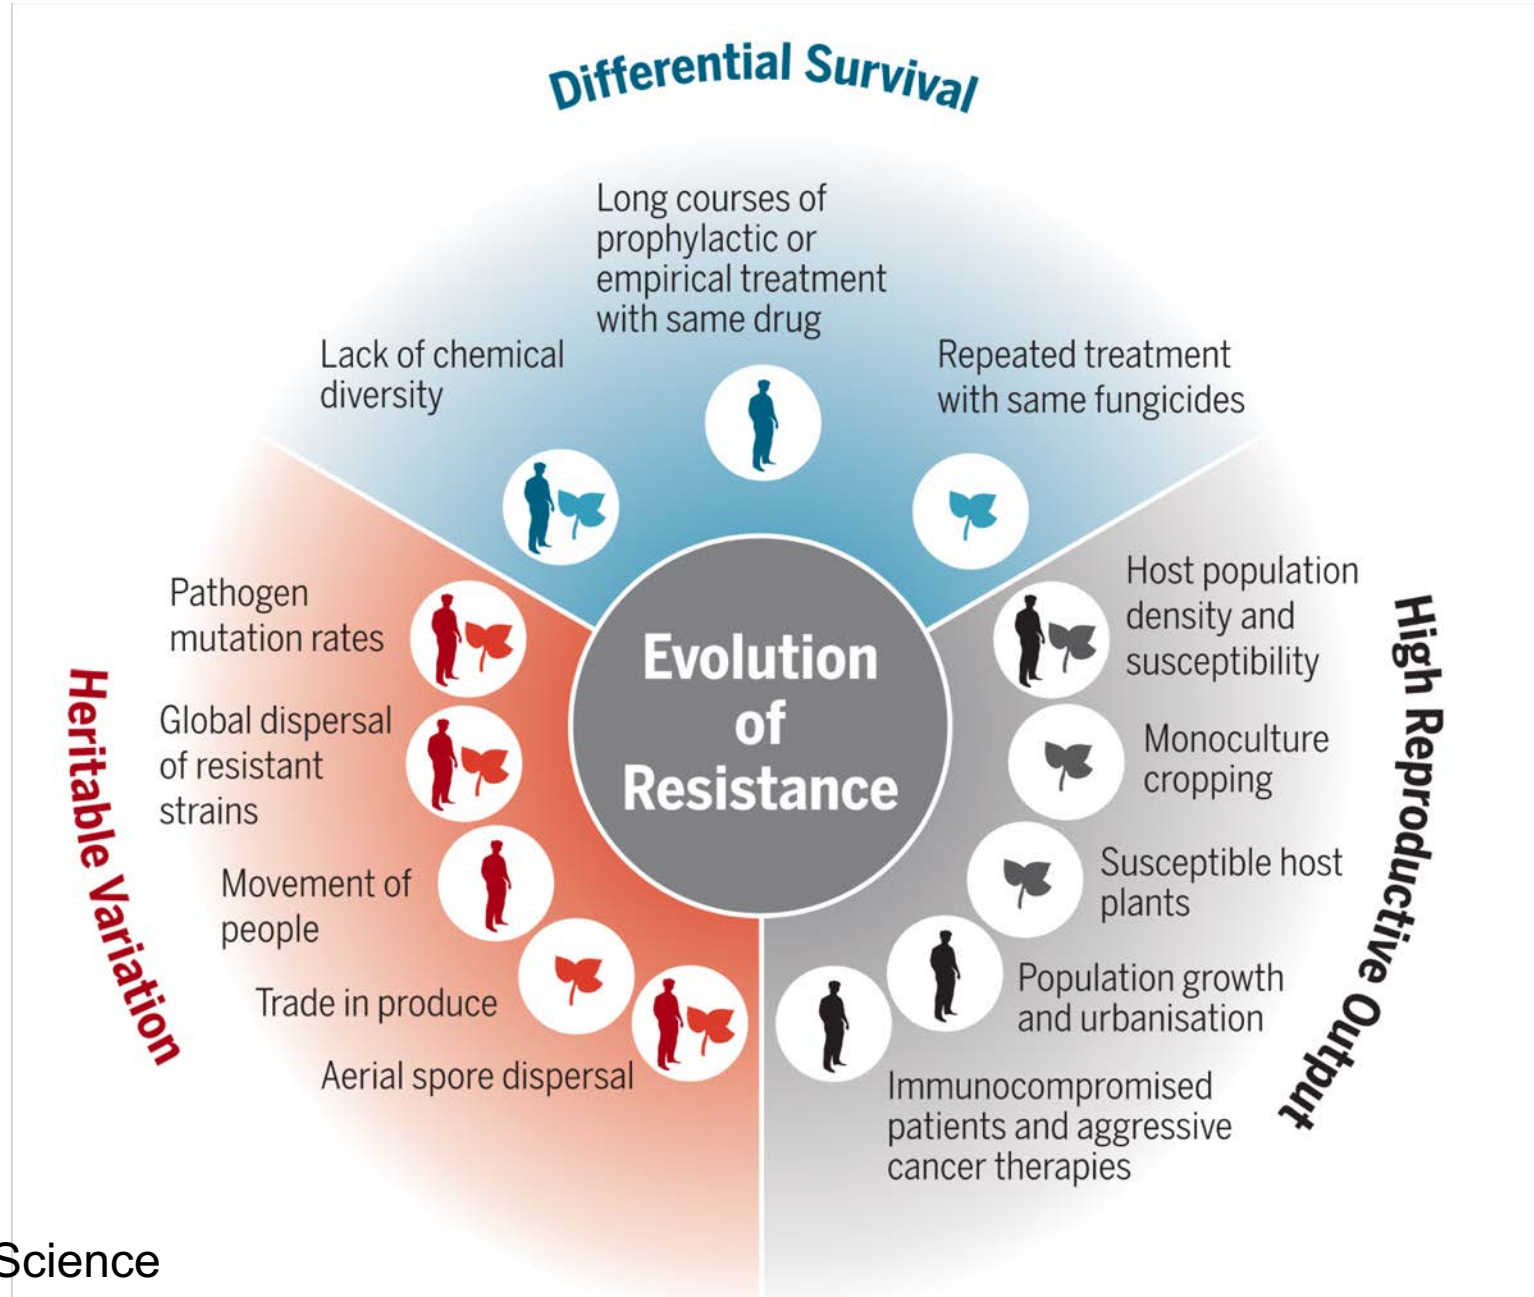 Differential Survival
Long courses of
prophylactic or
empirical treatment
with same drug
Lack of chemical
diversity
Repeated treatment
with same fungicides
Evolution
of
Resistance
Heritable Variation
Pathogen
mutation rates
Global dispersal
of resistant
strains
Movement of
people
Trade in produce
Aerial spore dispersal
High Reproductive Output
Host population
density and
susceptibility
Monoculture
cropping
Susceptible host
plants
Population growth
and urbanisation
Immunocompromised
patients and aggressive
cancer therapies
Science